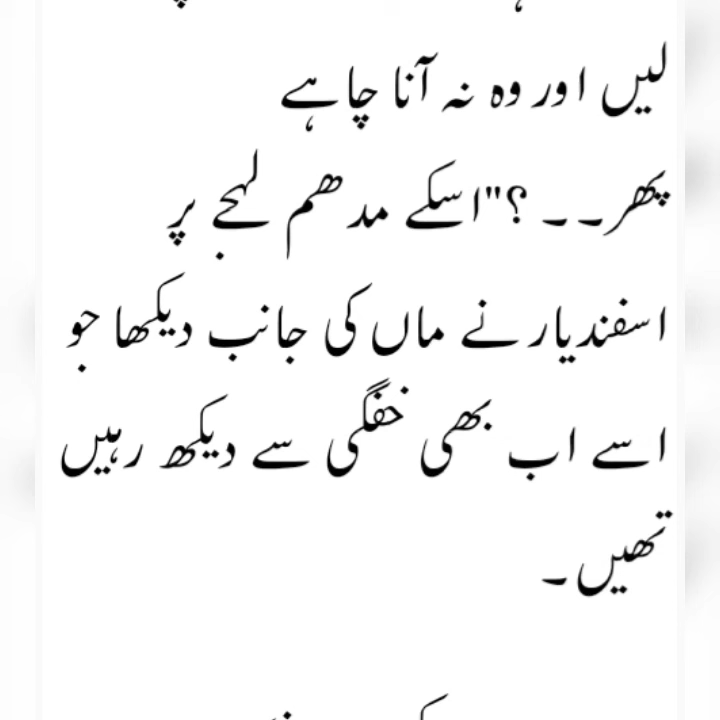 لیں اور وہ نہ آنا چاہے
پھر۔۔ ؟"اسکے مدھم لہجے پر
اسفندیار نے ماں کی جانب دیکھا جو
اسے اب بھی خفگی سے دیکھ رہیں
تھیں۔